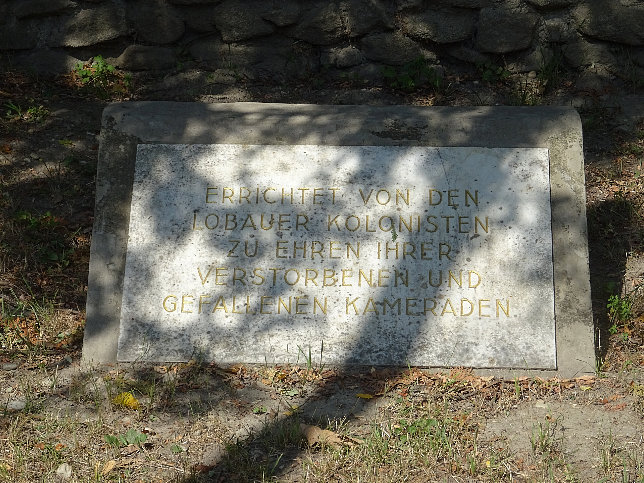 ERRICHTET VON DEN
LOBAUER KOLONISTEN
ZU EHREN IHRER
VERSTORBENEN UND
GEFALLENEN KAMERADEN.